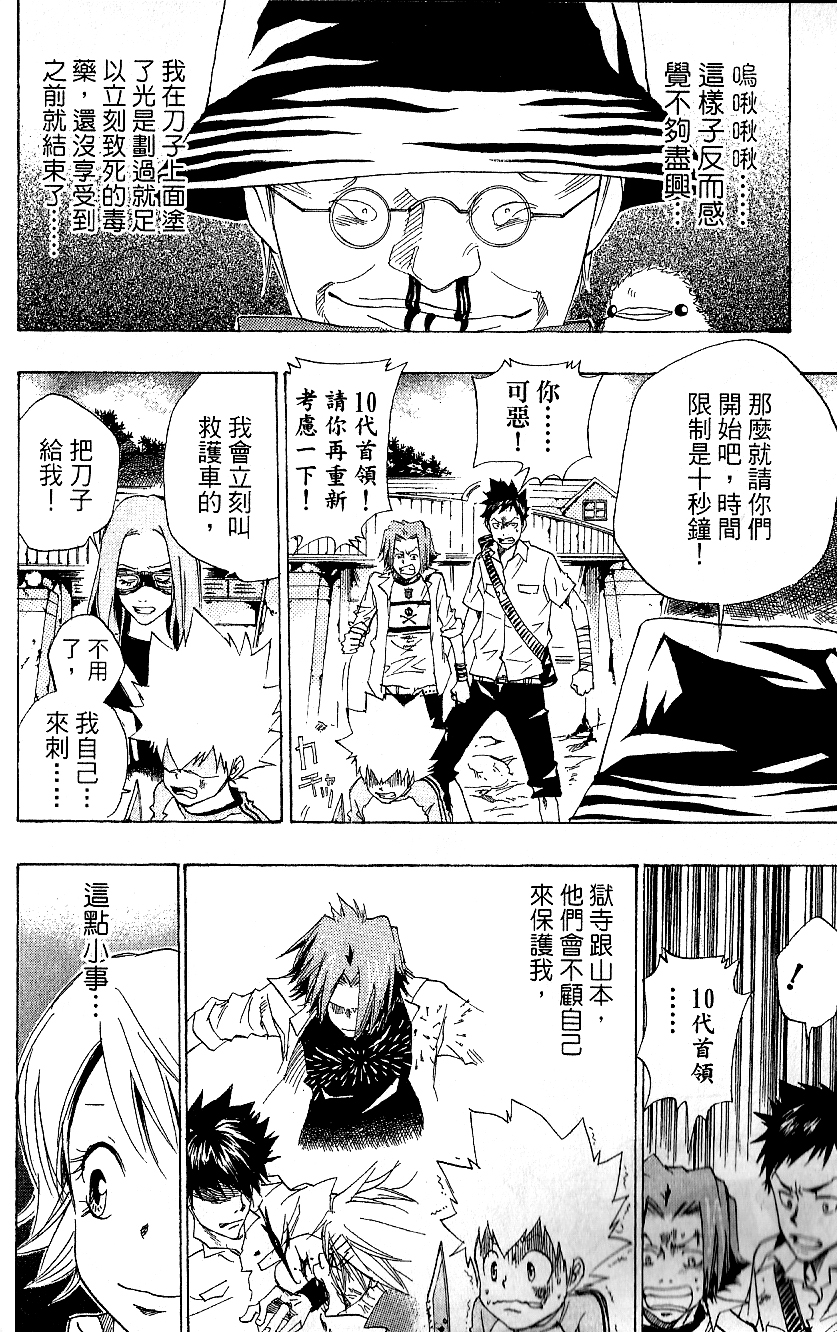 嗚啾啾啾……
這樣子反而感
覺不夠盡興…
我在刀子上面塗
了光是劃過就足
以立刻致死的毒
藥，還沒享受到
之前就結束了……
那麼就請你們
開始吧，時間
限制是十秒鐘！
你……
可惡！
10代首領！
請你再重新
考慮一下！
カ
カ
ガッ
我會立刻叫
救護車的，
把刀子
給我！
不用
了，
我自己…
來刺……
！
10代首領
……
獄寺跟山本，
他們會不顧自己
來保護我，
這點小事…